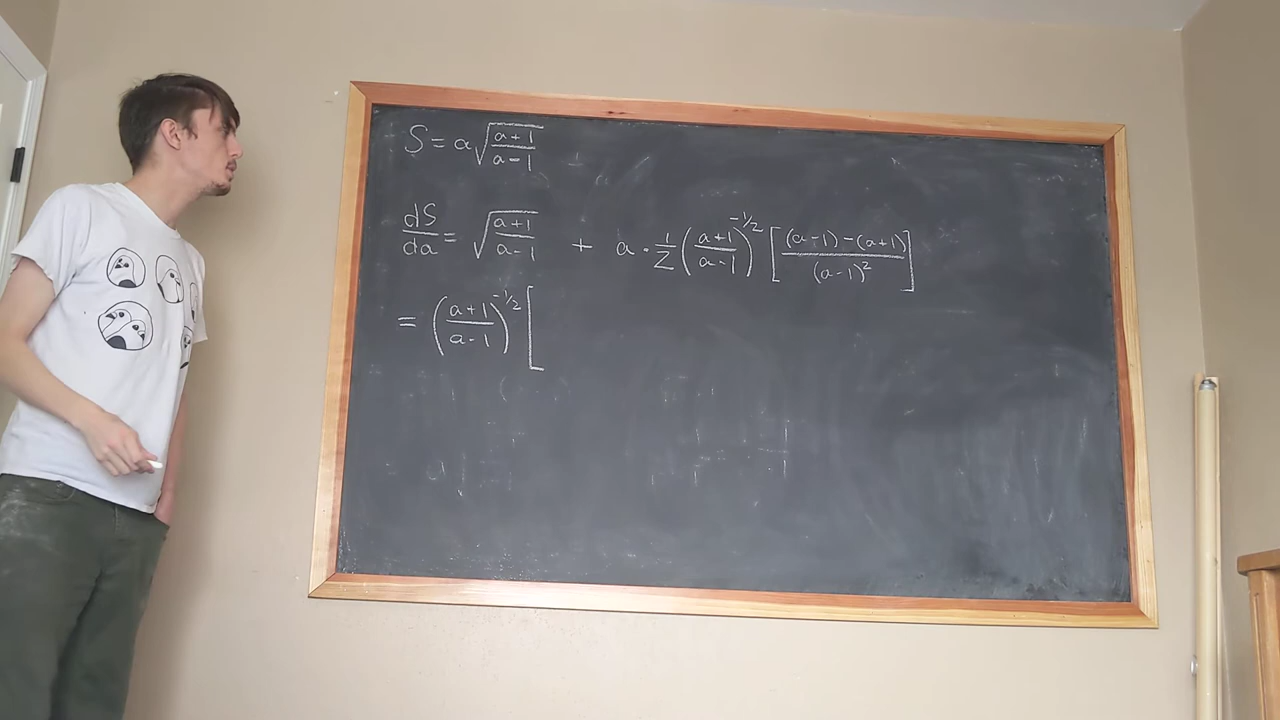 S = a√((a+1)/(a-1))
dS/da = √((a+1)/(a-1)) + a · 1/2 ((a+1)/(a-1))^(-1/2) [((a-1)-(a+1))/(a-1)^2]
= ((a+1)/(a-1))^(-1/2) [